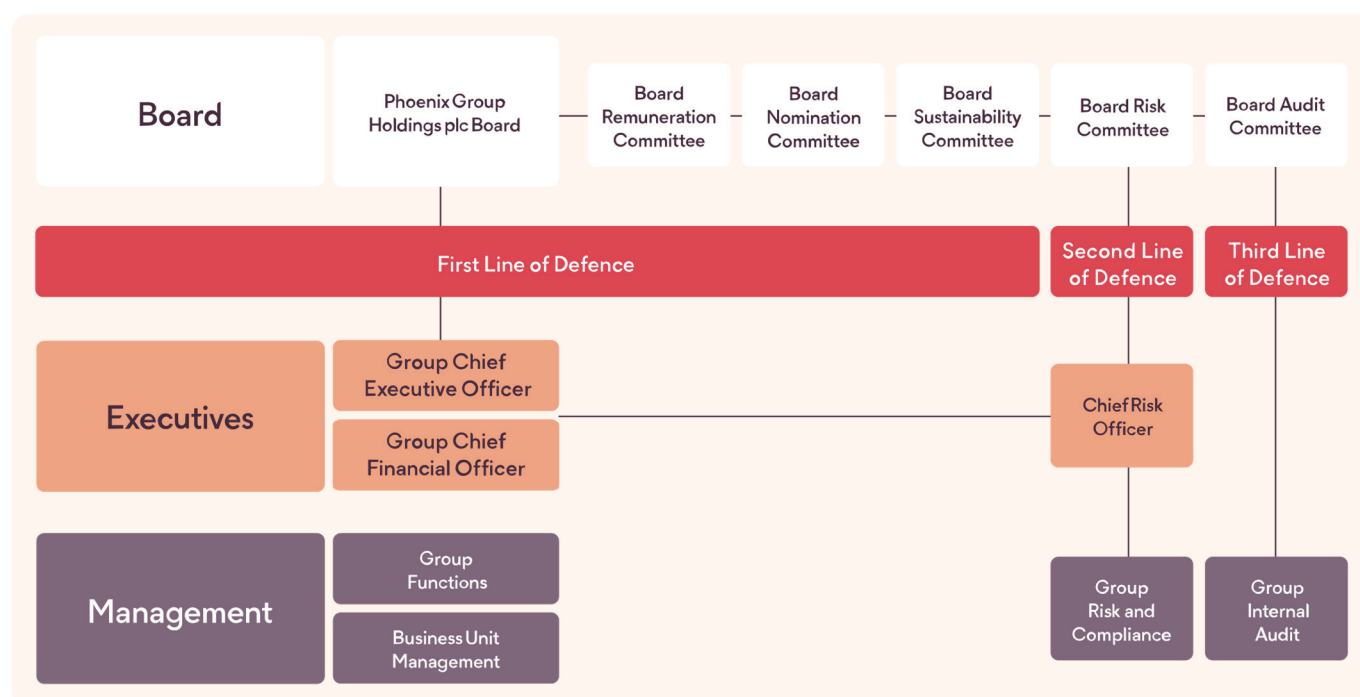 Board
Phoenix Group
Holdings plc Board
Board
Remuneration
Committee
Board
Nomination
Committee
Board
Sustainability
Committee
Board Risk
Committee
Board Audit
Committee
First Line of Defence
Second Line
of Defence
Third Line
of Defence
Executives
Group Chief
Executive Officer
Group Chief
Financial Officer
Chief Risk
Officer
Management
Group
Functions
Business Unit
Management
Group
Risk and
Compliance
Group
Internal
Audit